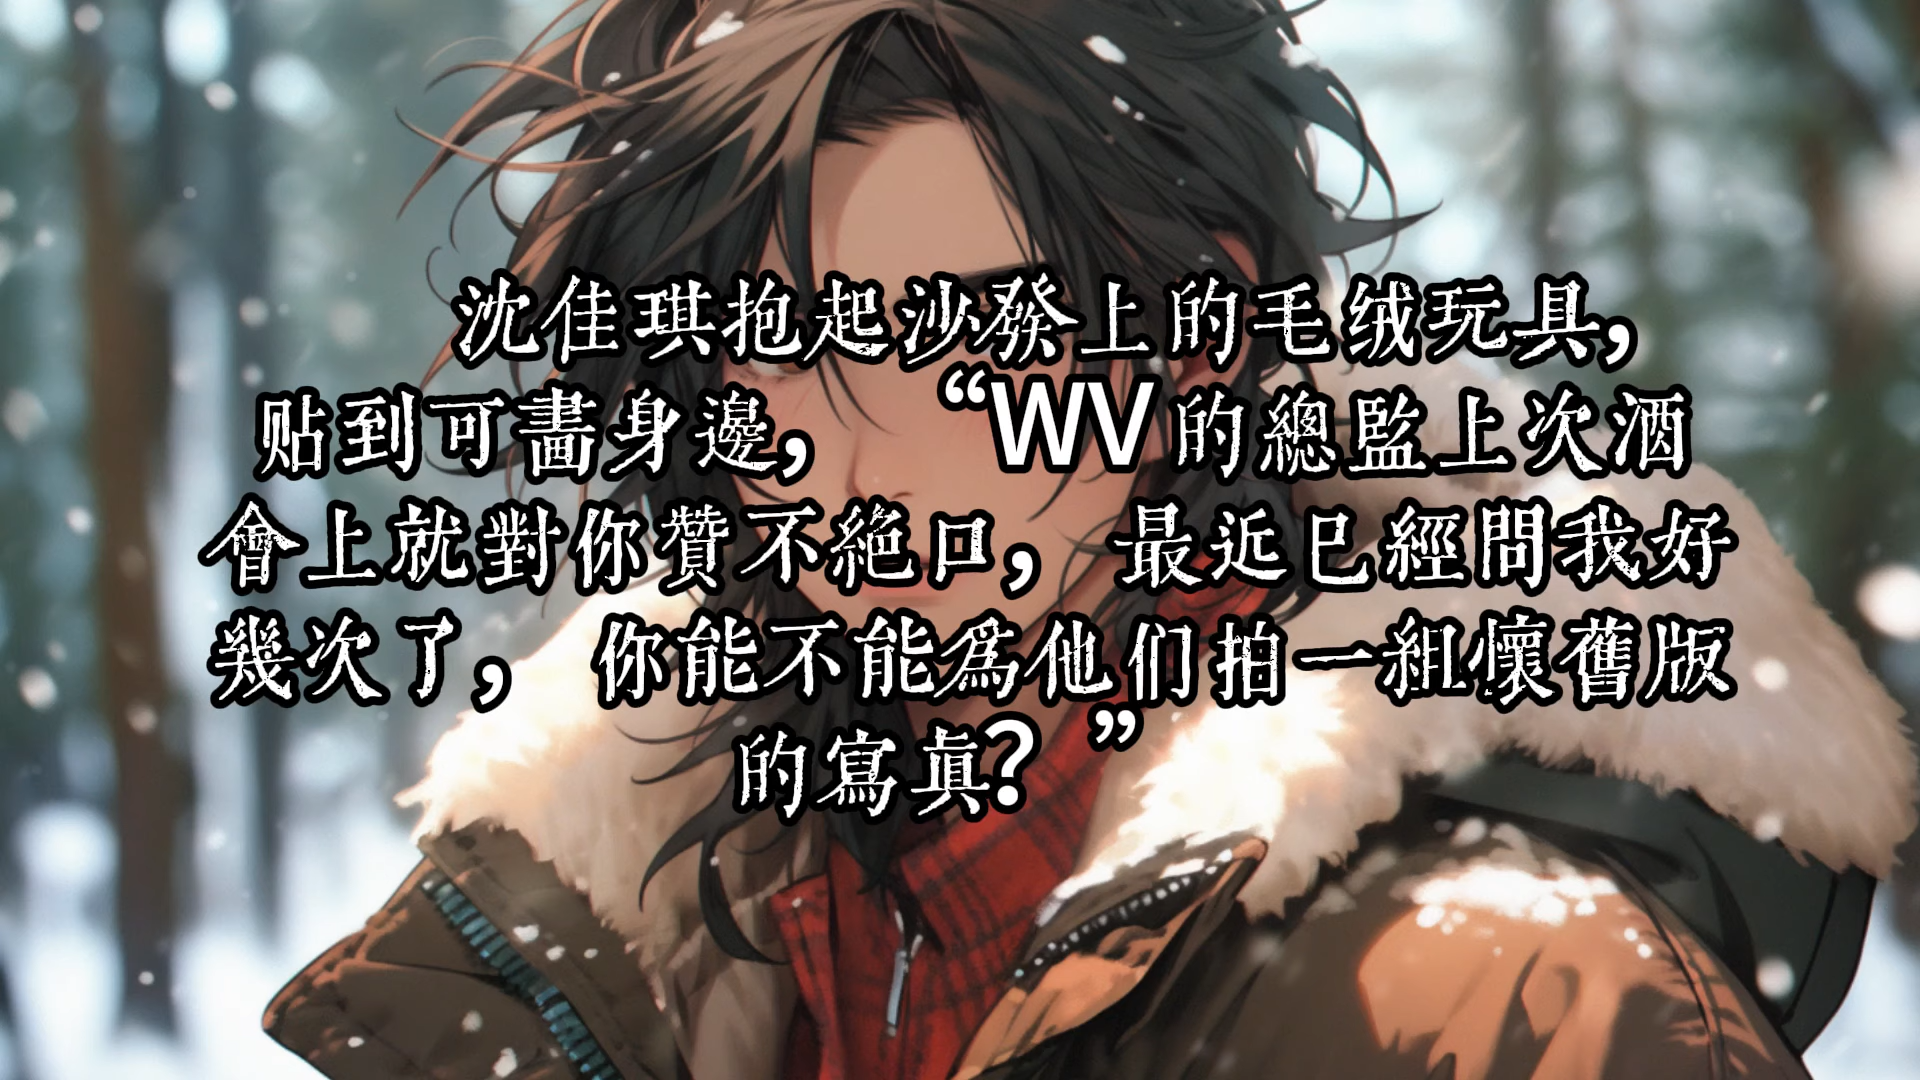 沈佳琪抱起沙發上的毛绒玩具，
贴到可畵身邊，“WV的總監上次酒
會上就對你贊不絕口，最近已經問我好
幾次了，你能不能爲他们拍一組懷舊版
的寫真？”